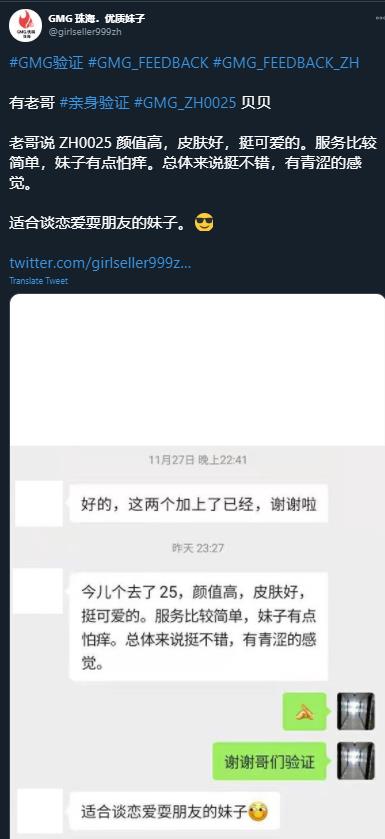 GMG 珠海．优质妹子
@girlseller999zh
#GMG验证 #GMG_FEEDBACK #GMG_FEEDBACK_ZH
有老哥 #亲身验证 #GMG_ZH0025 贝贝
老哥说 ZH0025 颜值高，皮肤好，挺可爱的。服务比较
简单，妹子有点怕痒。总体来说挺不错，有青涩的感
觉。
适合谈恋爱耍朋友的妹子。😎
twitter.com/girlseller999z...
Translate Tweet
11月27日 晚上22:41
好的，这两个加上了已经，谢谢啦
昨天 23:27
今儿个去了 25，颜值高，皮肤好，
挺可爱的。服务比较简单，妹子有点
怕痒。总体来说挺不错，有青涩的感
觉。
谢谢哥们验证
适合谈恋爱耍朋友的妹子